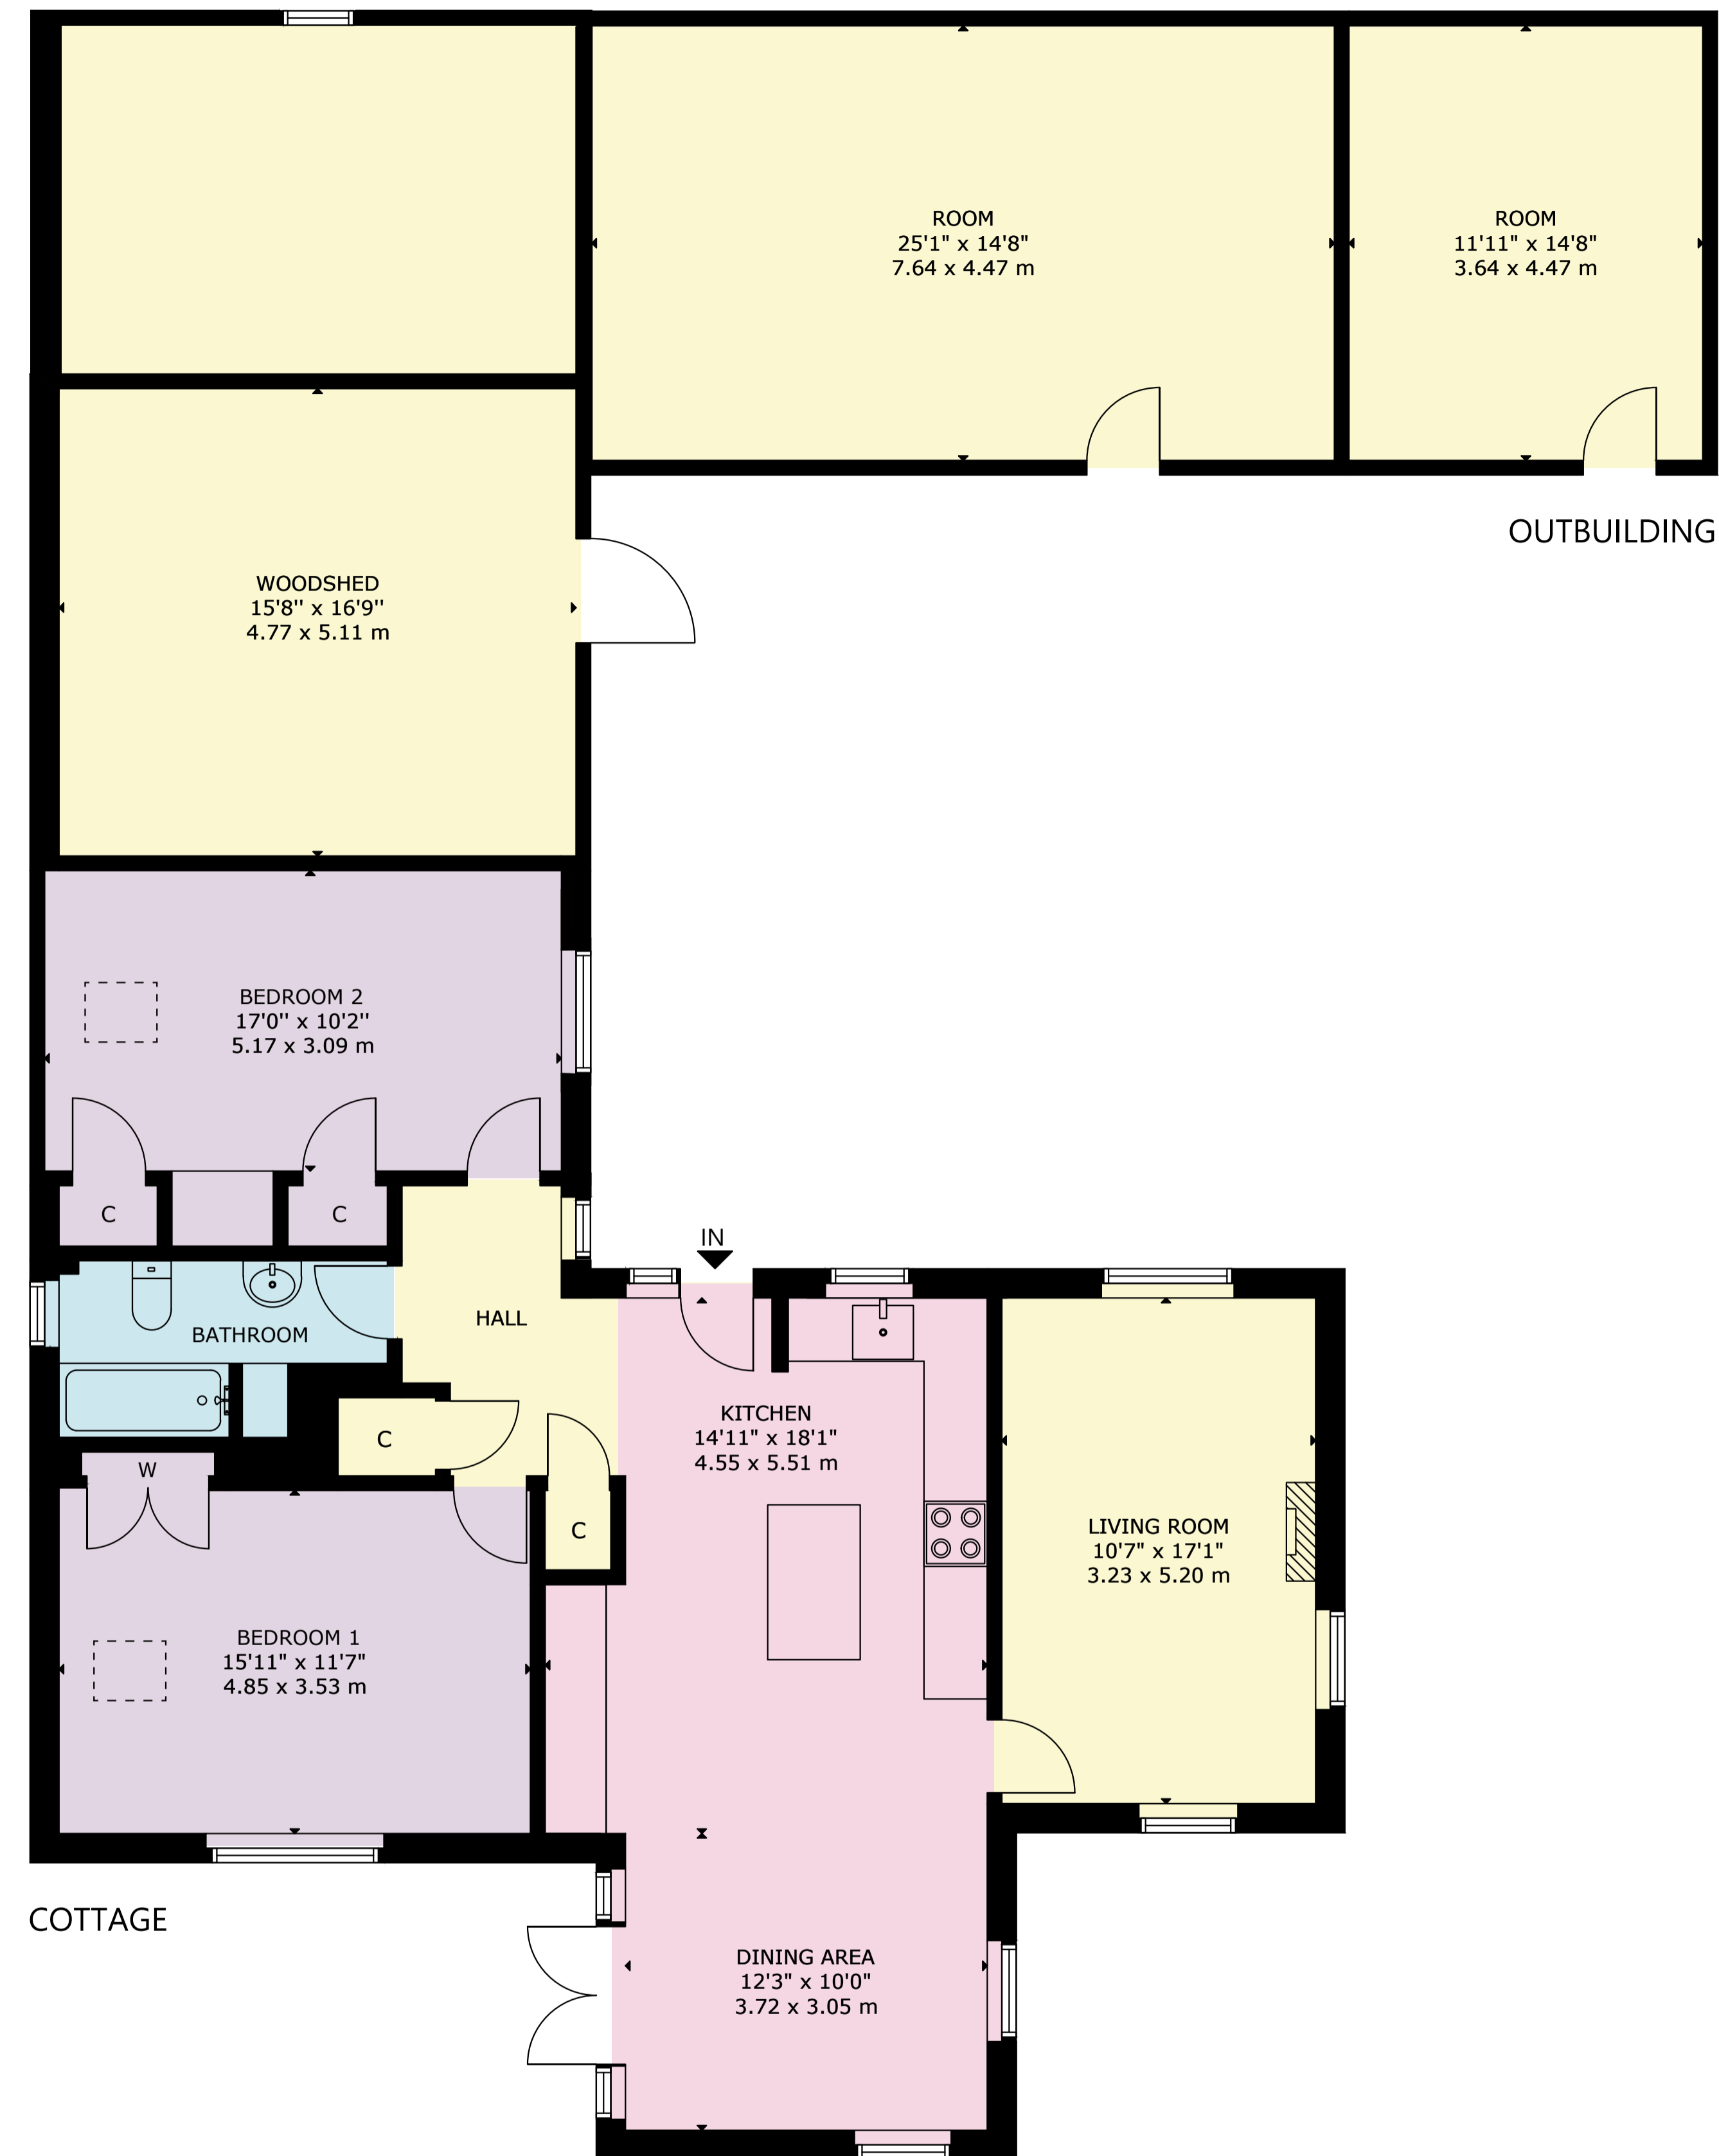 ROOM
25'1" x 14'8"
7.64 x 4.47 m
ROOM
11'11" x 14'8"
3.64 x 4.47 m
OUTBUILDING
WOODSHED
15'8'' x 16'9''
4.77 x 5.11 m
BEDROOM 2
17'0'' x 10'2''
5.17 x 3.09 m
C
C
IN
HALL
BATHROOM
KITCHEN
14'11" x 18'1"
4.55 x 5.51 m
C
W
C
LIVING ROOM
10'7" x 17'1"
3.23 x 5.20 m
BEDROOM 1
15'11" x 11'7"
4.85 x 3.53 m
COTTAGE
DINING AREA
12'3" x 10'0"
3.72 x 3.05 m